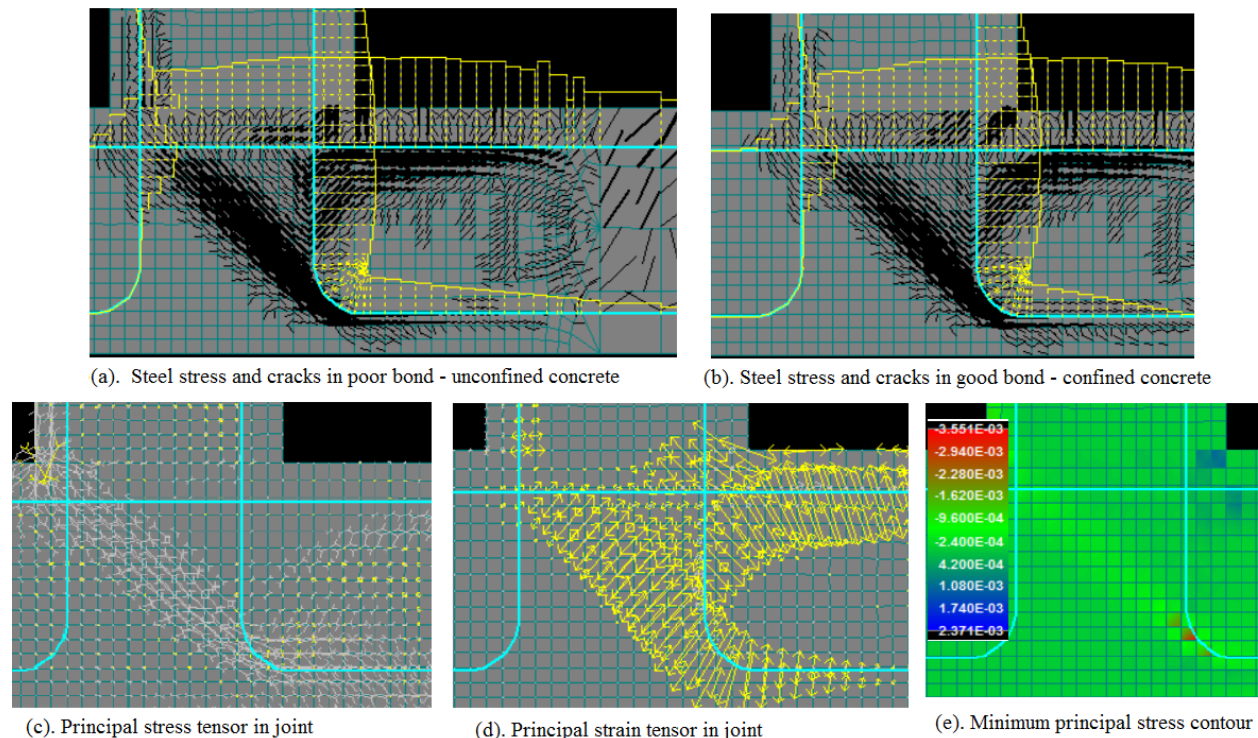 (a). Steel stress and cracks in poor bond - unconfined concrete
(b). Steel stress and cracks in good bond - confined concrete
-3.551E-03
-2.940E-03
-2.280E-03
-1.620E-03
-9.600E-04
-2.400E-04
4.200E-04
1.080E-03
1.740E-03
2.371E-03
(c). Principal stress tensor in joint
(d). Principal strain tensor in joint
(e). Minimum principal stress contour